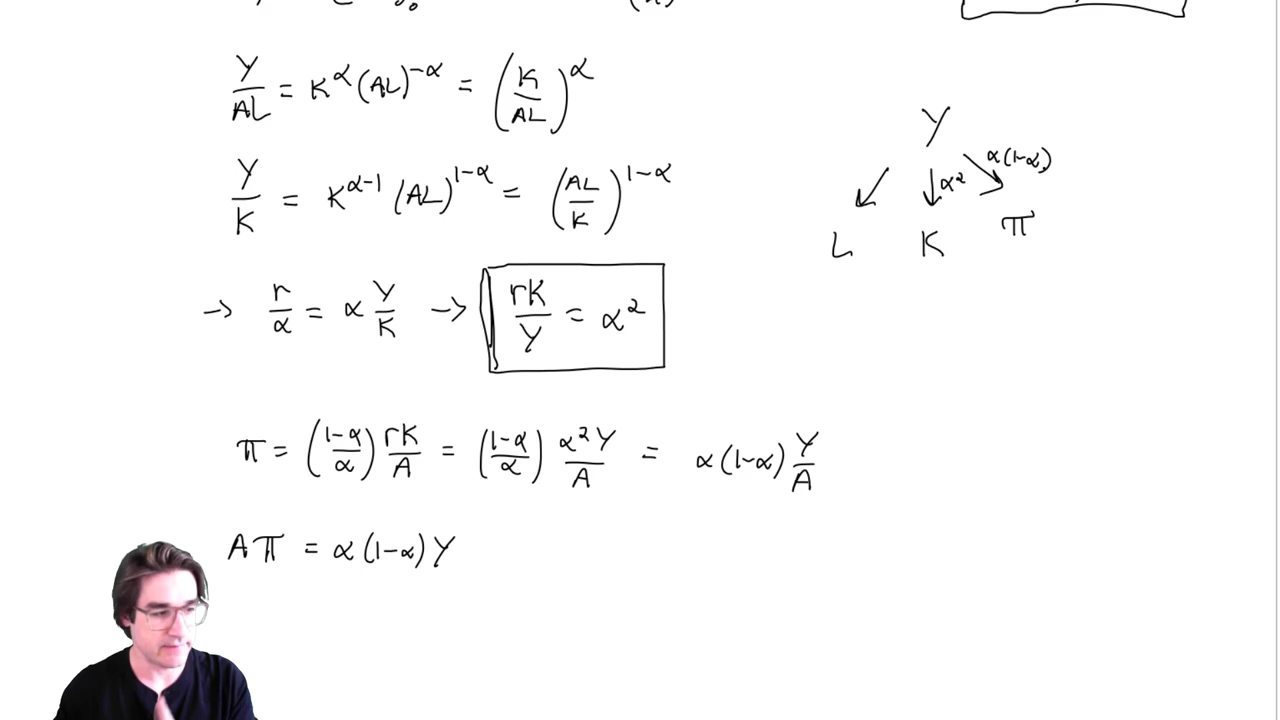 Y/AL = K^α (AL)^-α = (K/AL)^α
Y/K = K^α-1 (AL)^1-α = (AL/K)^1-α
→ r/α = α Y/K → rK/Y = α²
π = (1-α/α) rK/A = (1-α/α) α²Y/A = α(1-α) Y/A
Aπ = α(1-α)Y
Y
α² α(1-α)
L K π